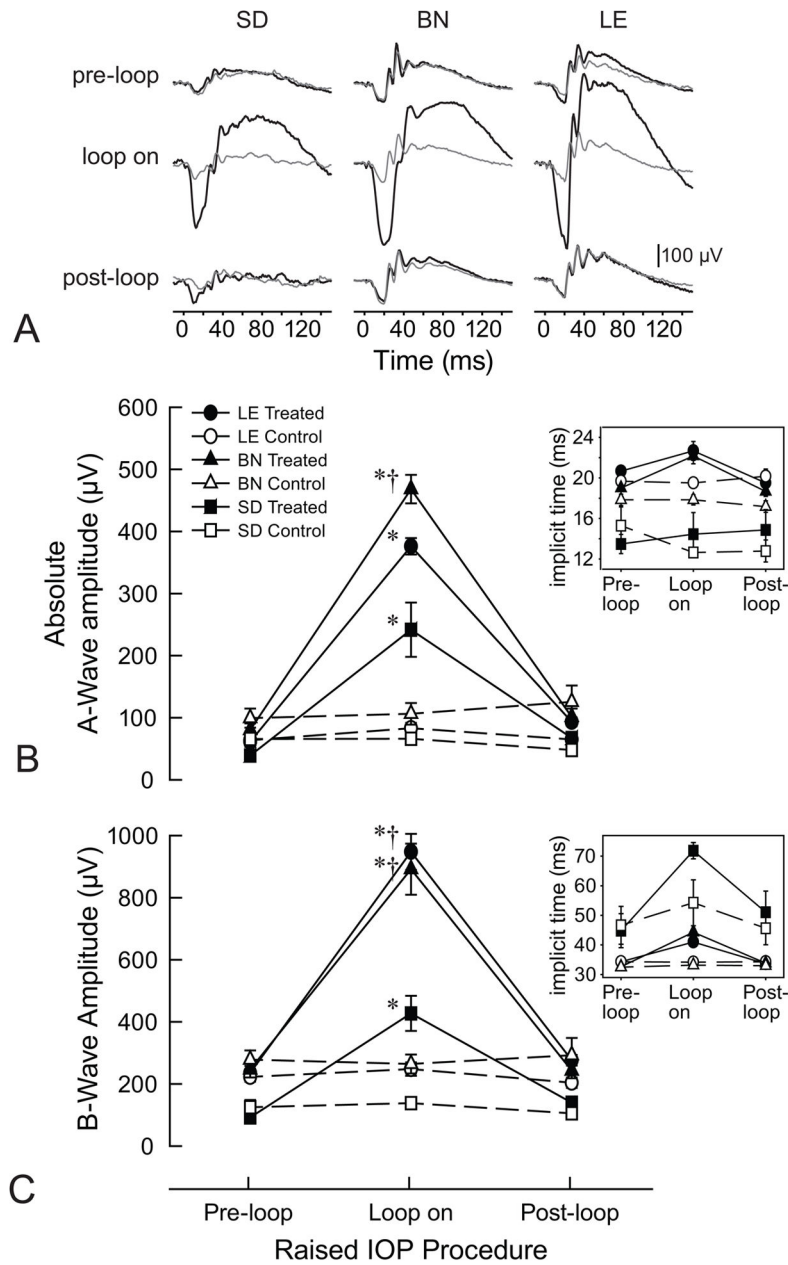 SD BN LE
pre-loop
loop on
post-loop
100 µV
0 40 80 120 0 40 80 120 0 40 80 120
A
Time (ms)
600
500
400
300
200
100
0
Absolute
A-Wave amplitude (µV)
LE Treated
LE Control
BN Treated
BN Control
SD Treated
SD Control
*†
*
*
24
20
16
12
implicit time (ms)
Pre-loop
Loop on
Post-loop
B
1000
800
600
400
200
0
B-Wave Amplitude (µV)
*†
*†
*
70
60
50
40
30
implicit time (ms)
Pre-loop
Loop on
Post-loop
C
Pre-loop Loop on Post-loop
Raised IOP Procedure